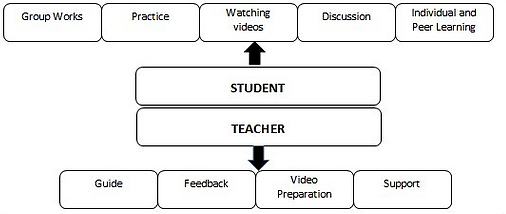 Group Works
Practice
Watching
videos
Discussion
Individual and
Peer Learning
STUDENT
TEACHER
Guide
Feedback
Video
Preparation
Support